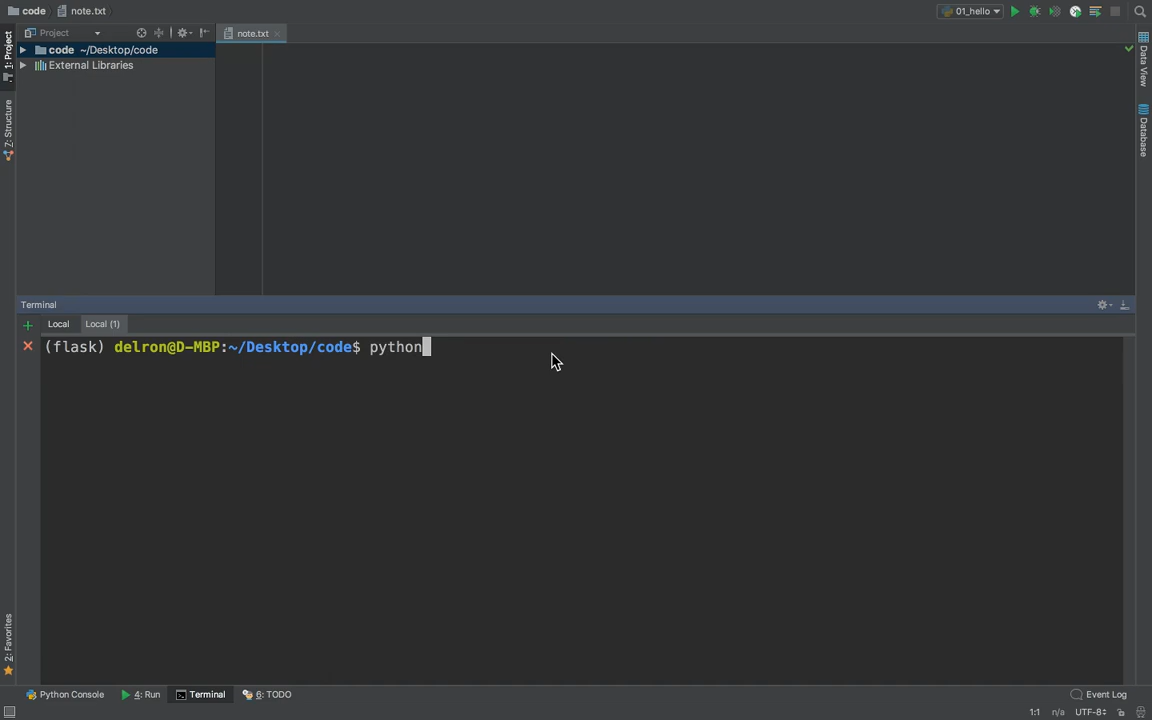 code note.txt 01_hello
Project note.txt
code ~/Desktop/code
External Libraries
1: Project
Z: Structure
2: Favorites
Data View
Database
Terminal
Local Local (1)
(flask) delron@D-MBP:~/Desktop/code$ python
Python Console 4: Run Terminal 6: TODO Event Log
1:1 n/a UTF-8